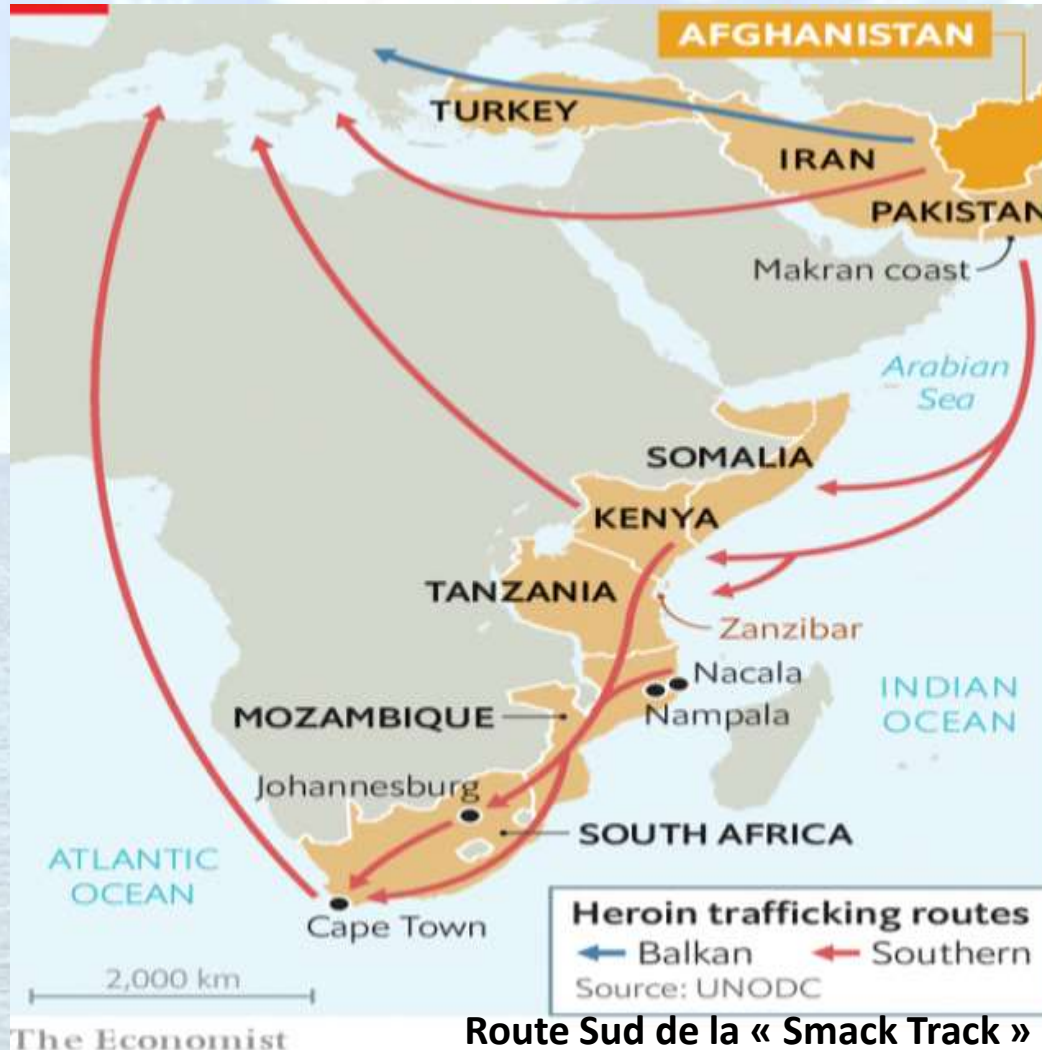 AFGHANISTAN
TURKEY
IRAN
PAKISTAN
Makran coast
Arabian
Sea
SOMALIA
KENYA
TANZANIA
Zanzibar
Nacala
Nampala
INDIAN
OCEAN
MOZAMBIQUE
Johannesburg
SOUTH AFRICA
ATLANTIC
OCEAN
Cape Town
2,000 km
Heroin trafficking routes
Balkan Southern
Source: UNODC
The Economist
Route Sud de la « Smack Track »